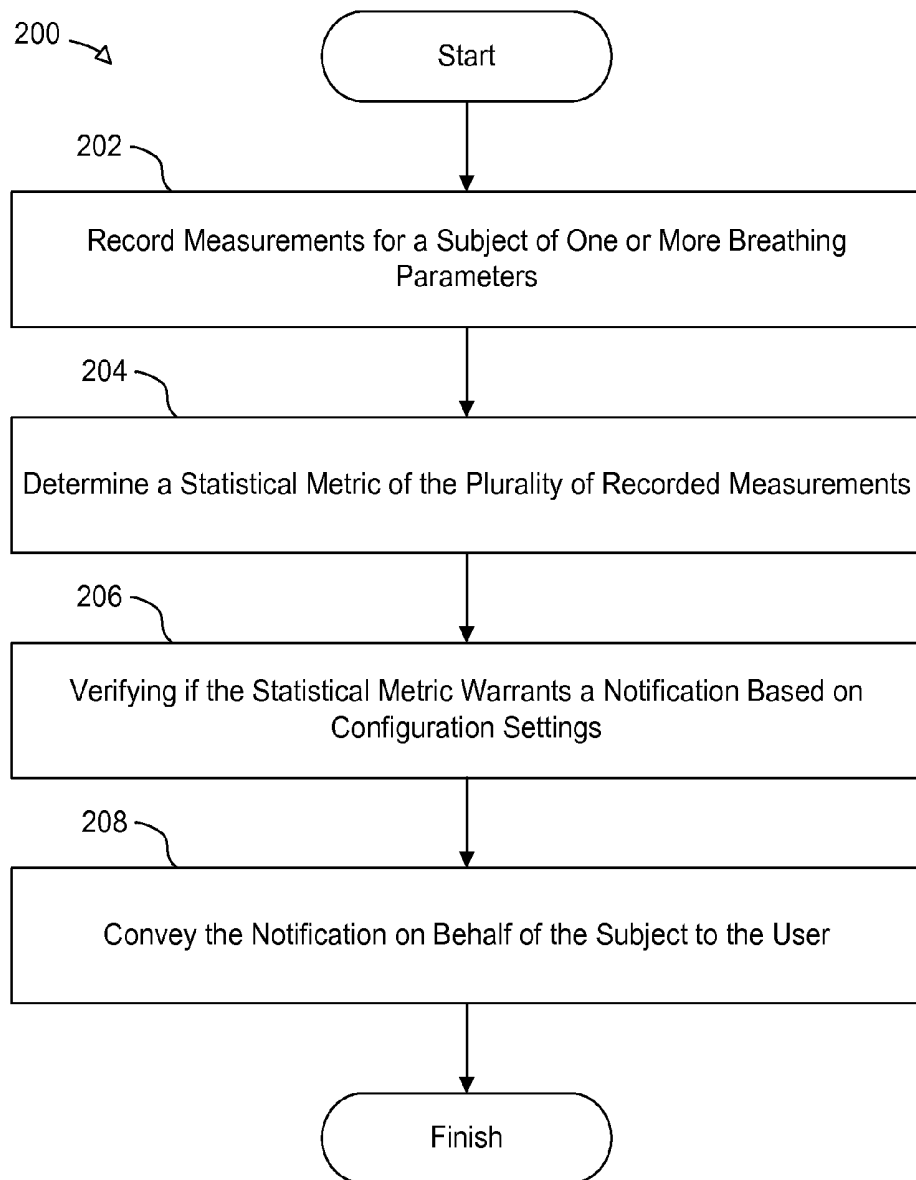 200
Start
202
Record Measurements for a Subject of One or More Breathing
Parameters
204
Determine a Statistical Metric of the Plurality of Recorded Measurements
206
Verifying if the Statistical Metric Warrants a Notification Based on
Configuration Settings
208
Convey the Notification on Behalf of the Subject to the User
Finish